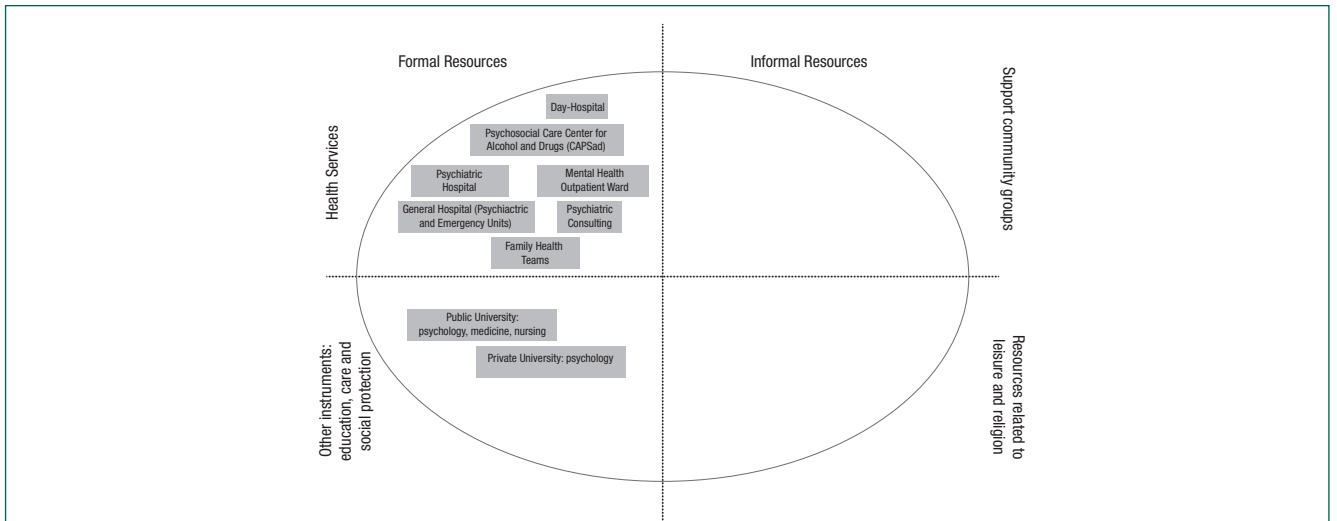 Formal Resources
Informal Resources
Health Services
Support community groups
Day-Hospital
Psychosocial Care Center for
Alcohol and Drugs (CAPSad)
Psychiatric
Hospital
Mental Health
Outpatient Ward
General Hospital (Psychiactric
and Emergency Units)
Psychiatric
Consulting
Family Health
Teams
Other instruments:
education, care and
social protection
Public University:
psychology, medicine, nursing
Private University: psychology
Resources related to
leisure and religion